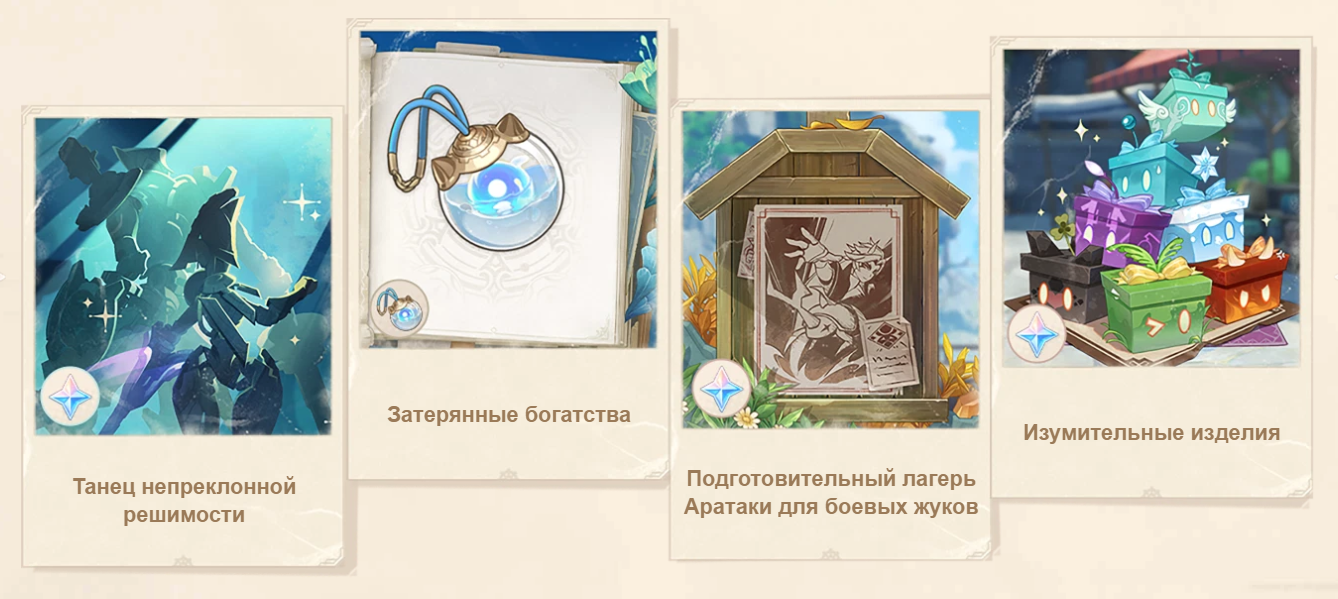 Танец непреклонной
решимости
Затерянные богатства
Подготовительный лагерь
Аратаки для боевых жуков
Изумительные изделия